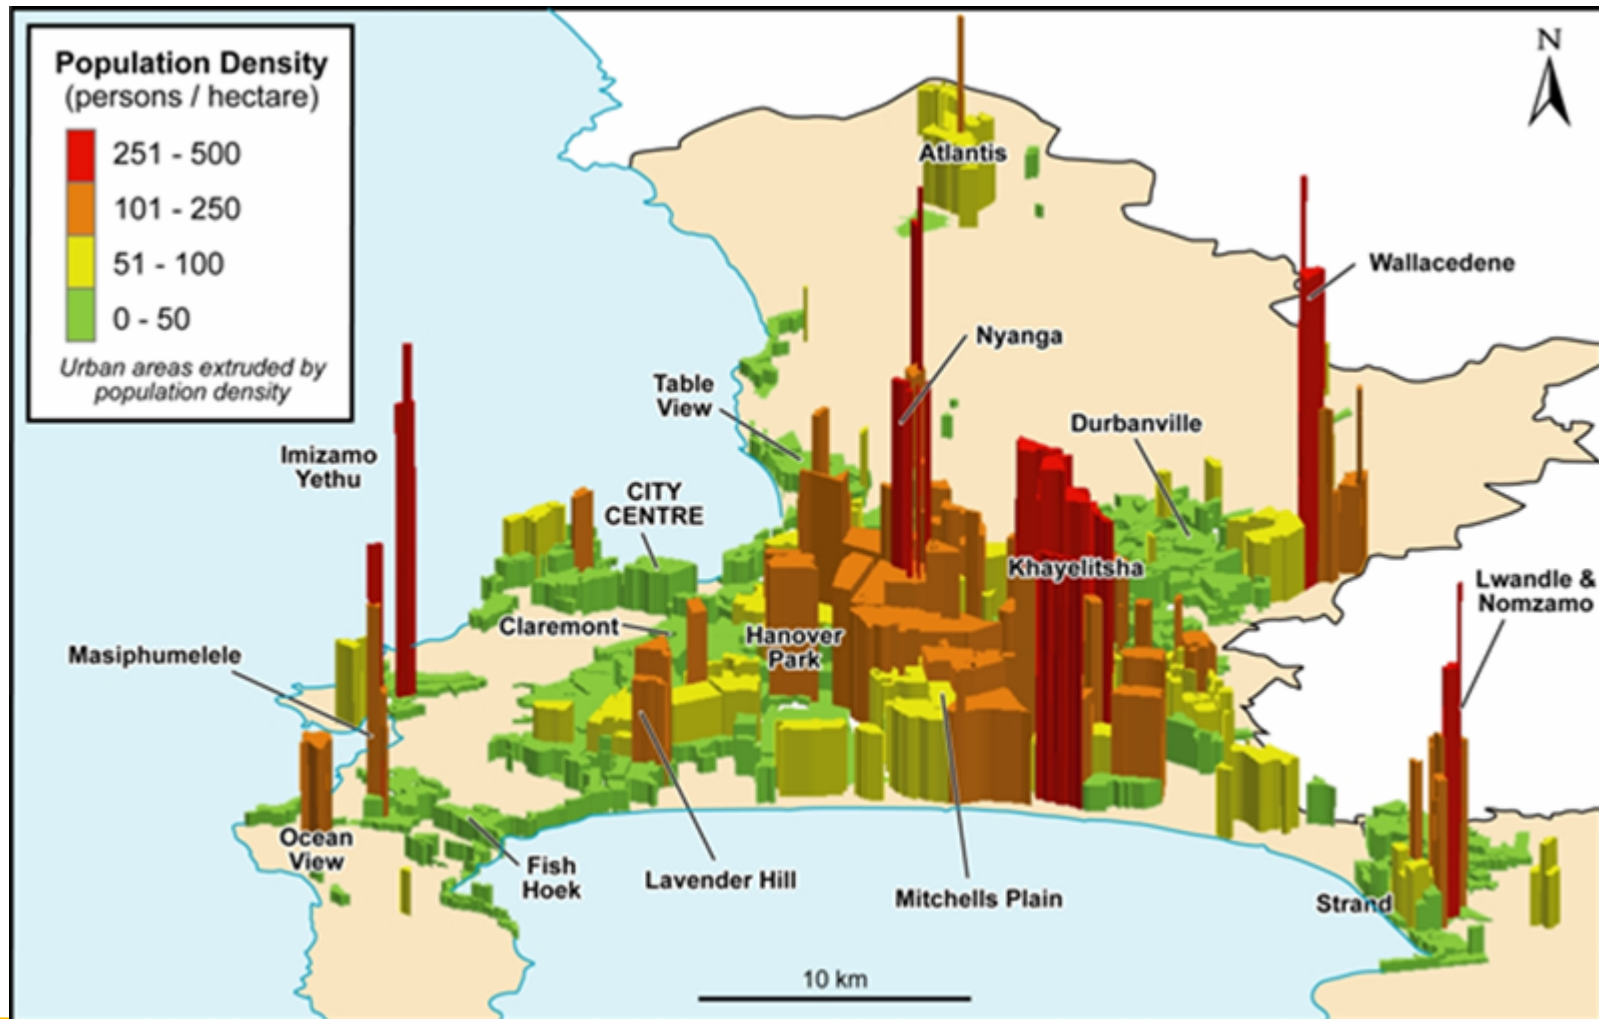 Population Density
(persons / hectare)
251 - 500
101 - 250
51 - 100
0 - 50
Urban areas extruded by
population density
N
Atlantis
Wallacedene
Nyanga
Table
View
Durbanville
Imizamo
Yethu
CITY
CENTRE
Khayelitsha
Lwandle &
Nomzamo
Claremont
Hanover
Park
Masiphumelele
Ocean
View
Fish
Hoek
Lavender Hill
Mitchells Plain
Strand
10 km